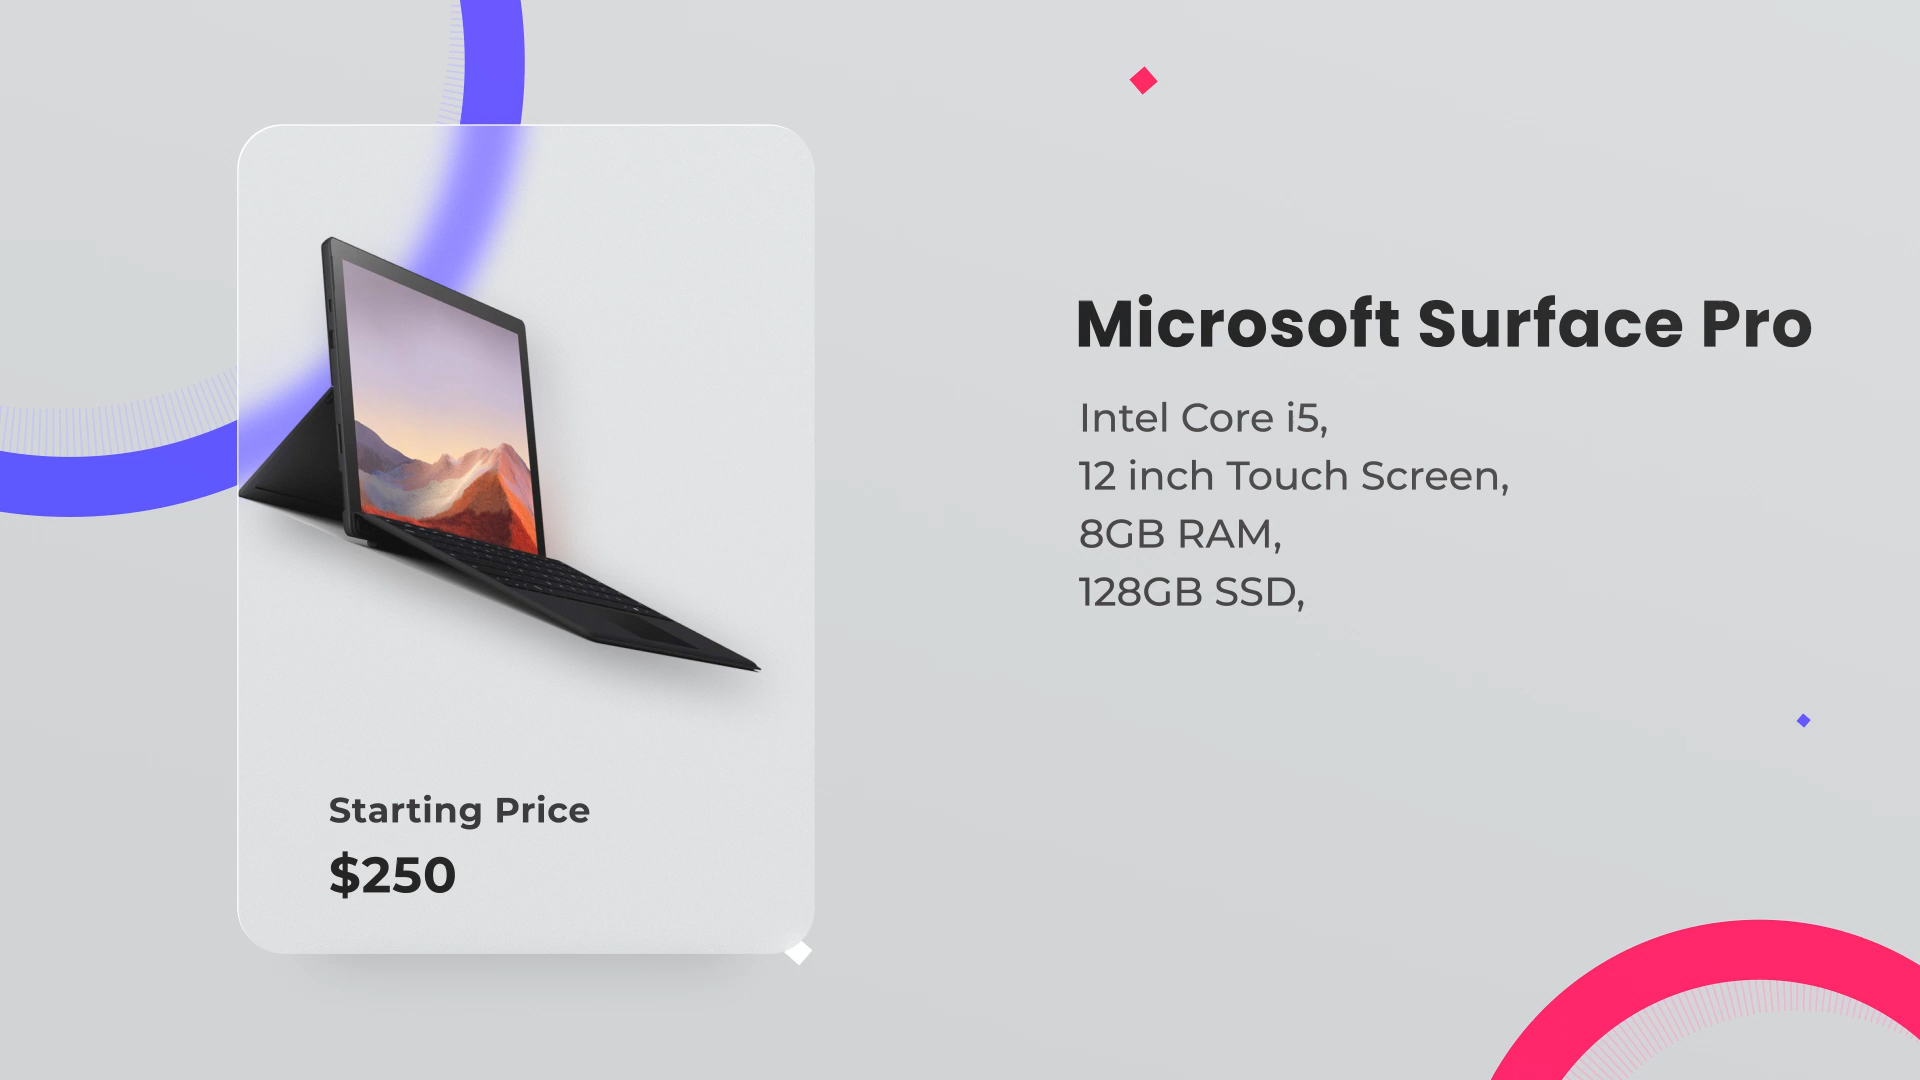 Microsoft Surface Pro
Intel Core i5,
12 inch Touch Screen,
8GB RAM,
128GB SSD,
Starting Price
$250